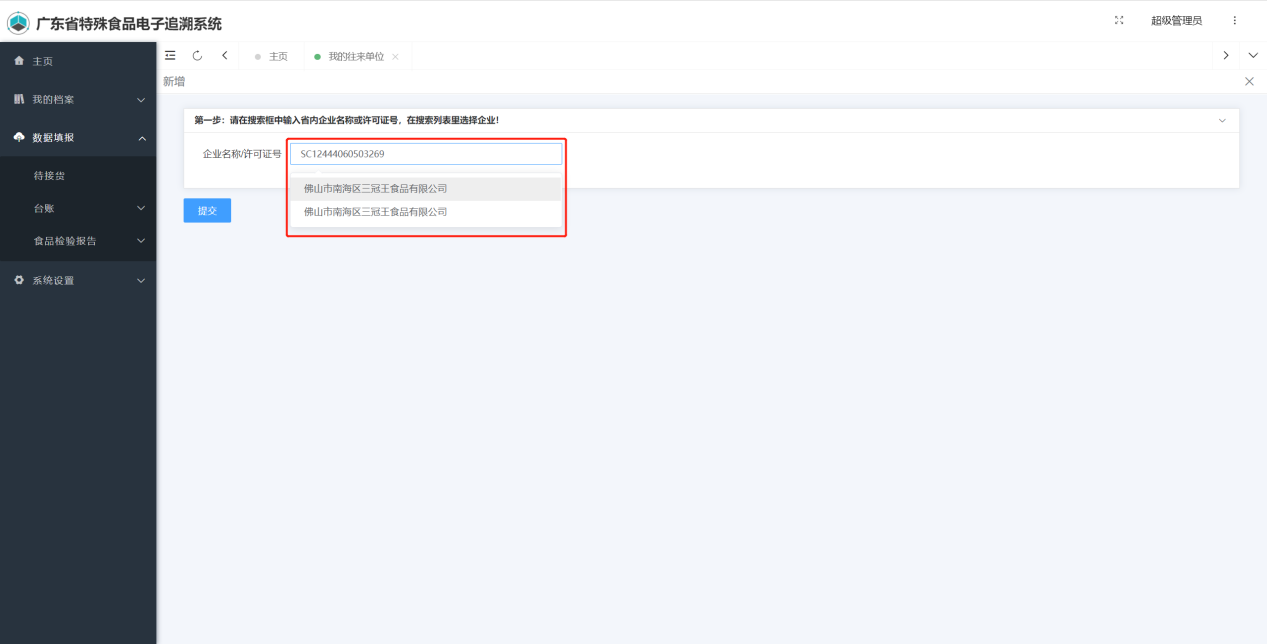 广东省特殊食品电子追溯系统
超级管理员
主页
我的档案
数据填报
待接货
台账
食品检验报告
系统设置
主页
我的往来单位
新增
第一步：请在搜索框中输入省内企业名称或许可证号，在搜索列表里选择企业！
企业名称/许可证号
SC12444060503269
佛山市南海区三冠王食品有限公司
佛山市南海区三冠王食品有限公司
提交